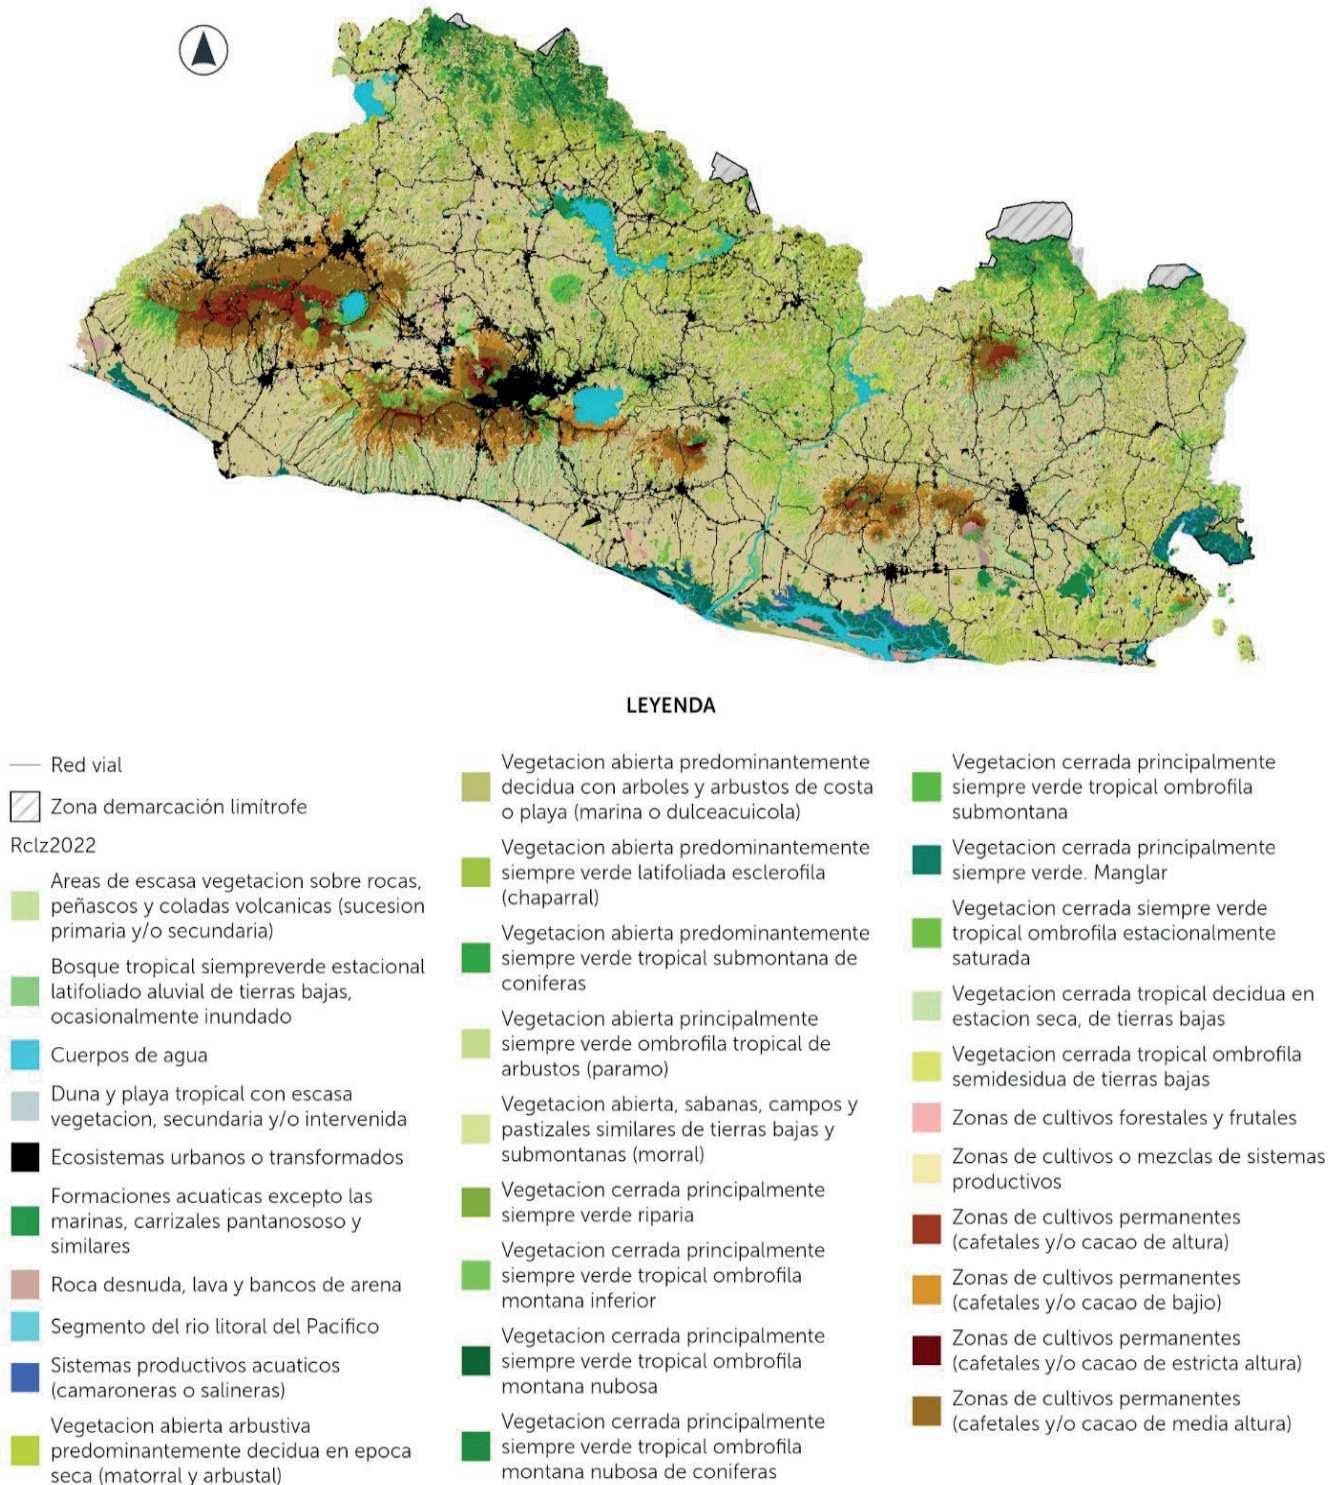 LEYENDA
Red vial
Zona demarcación limítrofe
Rclz2022
Areas de escasa vegetacion sobre rocas,
peñascos y coladas volcanicas (sucesion
primaria y/o secundaria)
Bosque tropical siempreverde estacional
latifoliado aluvial de tierras bajas,
ocasionalmente inundado
Cuerpos de agua
Duna y playa tropical con escasa
vegetacion, secundaria y/o intervenida
Ecosistemas urbanos o transformados
Formaciones acuaticas excepto las
marinas, carrizales pantanososo y
similares
Roca desnuda, lava y bancos de arena
Segmento del rio litoral del Pacifico
Sistemas productivos acuaticos
(camaroneras o salineras)
Vegetacion abierta arbustiva
predominantemente decidua en epoca
seca (matorral y arbustal)
Vegetacion abierta predominantemente
decidua con arboles y arbustos de costa
o playa (marina o dulceacuicola)
Vegetacion abierta predominantemente
siempre verde latifoliada esclerofila
(chaparral)
Vegetacion abierta predominantemente
siempre verde tropical submontana de
coniferas
Vegetacion abierta principalmente
siempre verde ombrofila tropical de
arbustos (paramo)
Vegetacion abierta, sabanas, campos y
pastizales similares de tierras bajas y
submontanas (morral)
Vegetacion cerrada principalmente
siempre verde riparia
Vegetacion cerrada principalmente
siempre verde tropical ombrofila
montana inferior
Vegetacion cerrada principalmente
siempre verde tropical ombrofila
montana nubosa
Vegetacion cerrada principalmente
siempre verde tropical ombrofila
montana nubosa de coniferas
Vegetacion cerrada principalmente
siempre verde tropical ombrofila
submontana
Vegetacion cerrada principalmente
siempre verde. Manglar
Vegetacion cerrada siempre verde
tropical ombrofila estacionalmente
saturada
Vegetacion cerrada tropical decidua en
estacion seca, de tierras bajas
Vegetacion cerrada tropical ombrofila
semidesidua de tierras bajas
Zonas de cultivos forestales y frutales
Zonas de cultivos o mezclas de sistemas
productivos
Zonas de cultivos permanentes
(cafetales y/o cacao de altura)
Zonas de cultivos permanentes
(cafetales y/o cacao de bajio)
Zonas de cultivos permanentes
(cafetales y/o cacao de estricta altura)
Zonas de cultivos permanentes
(cafetales y/o cacao de media altura)